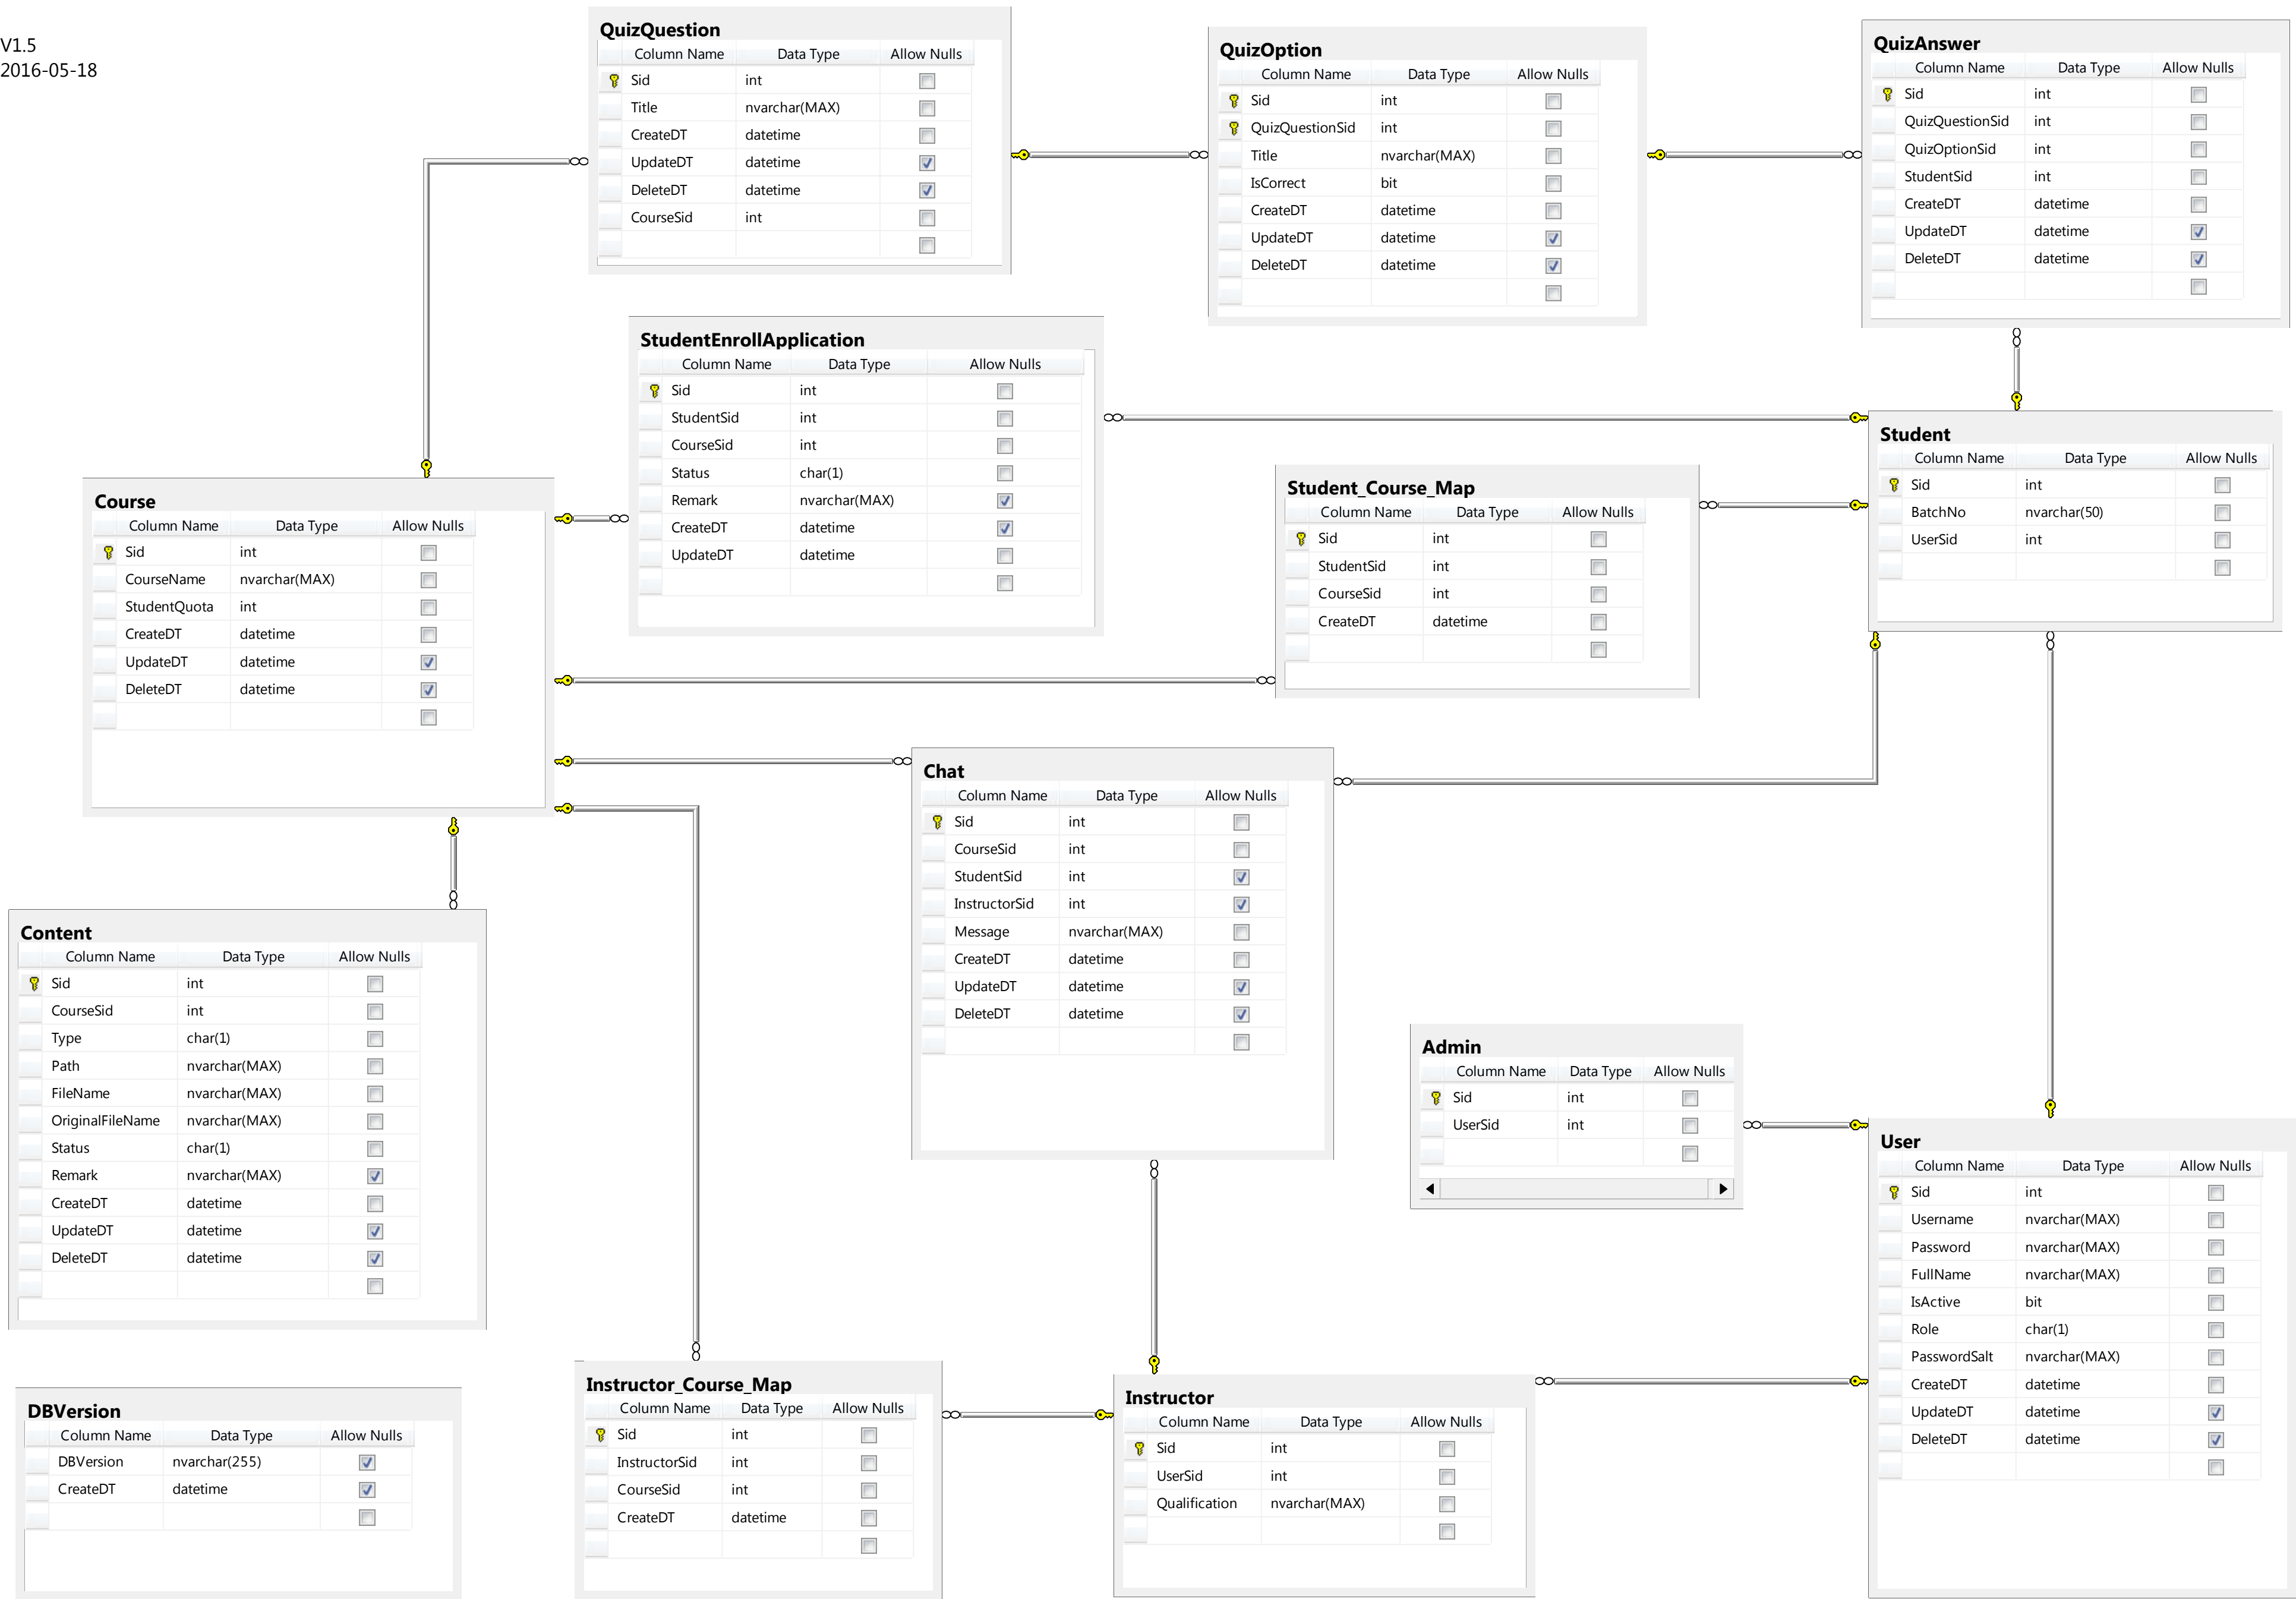 V1.5
2016-05-18
QuizQuestion
Column Name Data Type Allow Nulls
Sid int
Title nvarchar(MAX)
CreateDT datetime
UpdateDT datetime
DeleteDT datetime
CourseSid int
QuizOption
Column Name Data Type Allow Nulls
Sid int
QuizQuestionSid int
Title nvarchar(MAX)
IsCorrect bit
CreateDT datetime
UpdateDT datetime
DeleteDT datetime
QuizAnswer
Column Name Data Type Allow Nulls
Sid int
QuizQuestionSid int
QuizOptionSid int
StudentSid int
CreateDT datetime
UpdateDT datetime
DeleteDT datetime
StudentEnrollApplication
Column Name Data Type Allow Nulls
Sid int
StudentSid int
CourseSid int
Status char(1)
Remark nvarchar(MAX)
CreateDT datetime
UpdateDT datetime
Student
Column Name Data Type Allow Nulls
Sid int
BatchNo nvarchar(50)
UserSid int
Course
Column Name Data Type Allow Nulls
Sid int
CourseName nvarchar(MAX)
StudentQuota int
CreateDT datetime
UpdateDT datetime
DeleteDT datetime
Student_Course_Map
Column Name Data Type Allow Nulls
Sid int
StudentSid int
CourseSid int
CreateDT datetime
Chat
Column Name Data Type Allow Nulls
Sid int
CourseSid int
StudentSid int
InstructorSid int
Message nvarchar(MAX)
CreateDT datetime
UpdateDT datetime
DeleteDT datetime
Content
Column Name Data Type Allow Nulls
Sid int
CourseSid int
Type char(1)
Path nvarchar(MAX)
FileName nvarchar(MAX)
OriginalFileName nvarchar(MAX)
Status char(1)
Remark nvarchar(MAX)
CreateDT datetime
UpdateDT datetime
DeleteDT datetime
Admin
Column Name Data Type Allow Nulls
Sid int
UserSid int
User
Column Name Data Type Allow Nulls
Sid int
Username nvarchar(MAX)
Password nvarchar(MAX)
FullName nvarchar(MAX)
IsActive bit
Role char(1)
PasswordSalt nvarchar(MAX)
CreateDT datetime
UpdateDT datetime
DeleteDT datetime
DBVersion
Column Name Data Type Allow Nulls
DBVersion nvarchar(255)
CreateDT datetime
Instructor_Course_Map
Column Name Data Type Allow Nulls
Sid int
InstructorSid int
CourseSid int
CreateDT datetime
Instructor
Column Name Data Type Allow Nulls
Sid int
UserSid int
Qualification nvarchar(MAX)